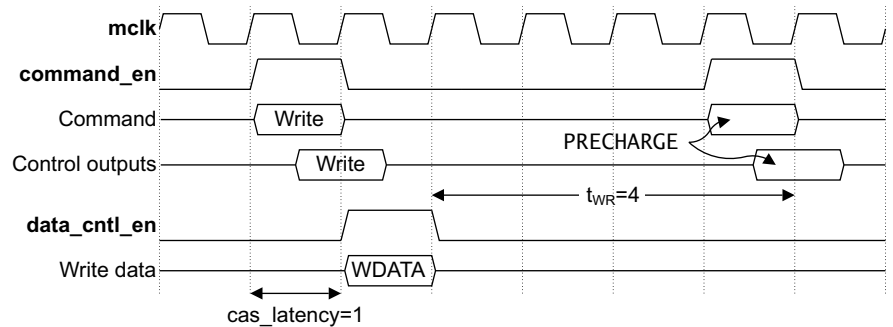 mclk
command_en
Command
Write
PRECHARGE
Control outputs
Write
t_WR=4
data_cntl_en
Write data
WDATA
cas_latency=1